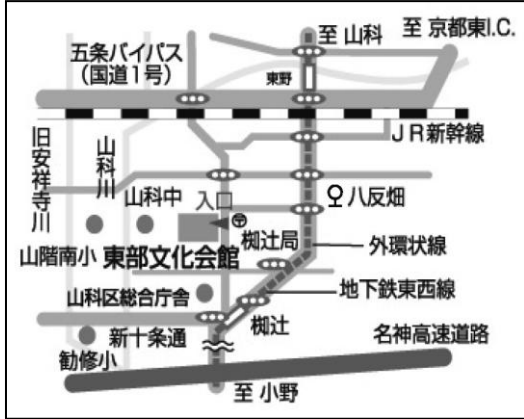 至 山科
至 京都東I.C.
五条バイパス
(国道1号)
東野
JR新幹線
旧安祥寺川
山科川
山科中
入口
〒
八反畑
椥辻局
山階南小
東部文化会館
外環状線
山科区総合庁舎
地下鉄東西線
椥辻
新十条通
名神高速道路
勧修小
至 小野